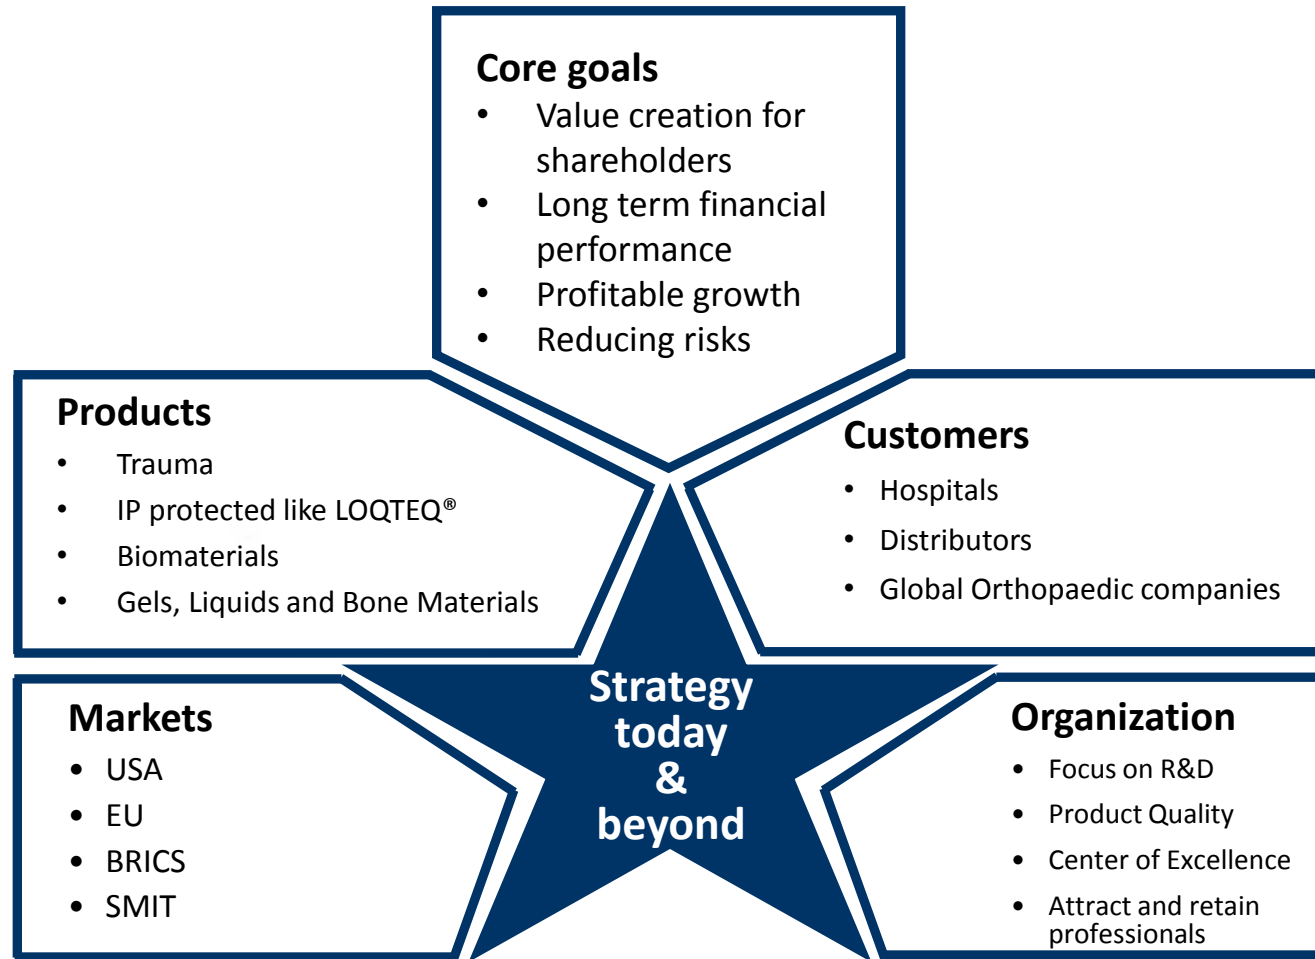 Core goals
• Value creation for
shareholders
• Long term financial
performance
• Profitable growth
• Reducing risks
Products
• Trauma
• IP protected like LOQTEQ®
• Biomaterials
• Gels, Liquids and Bone Materials
Customers
• Hospitals
• Distributors
• Global Orthopaedic companies
Strategy
today
&
beyond
Markets
• USA
• EU
• BRICS
• SMIT
Organization
• Focus on R&D
• Product Quality
• Center of Excellence
• Attract and retain
professionals